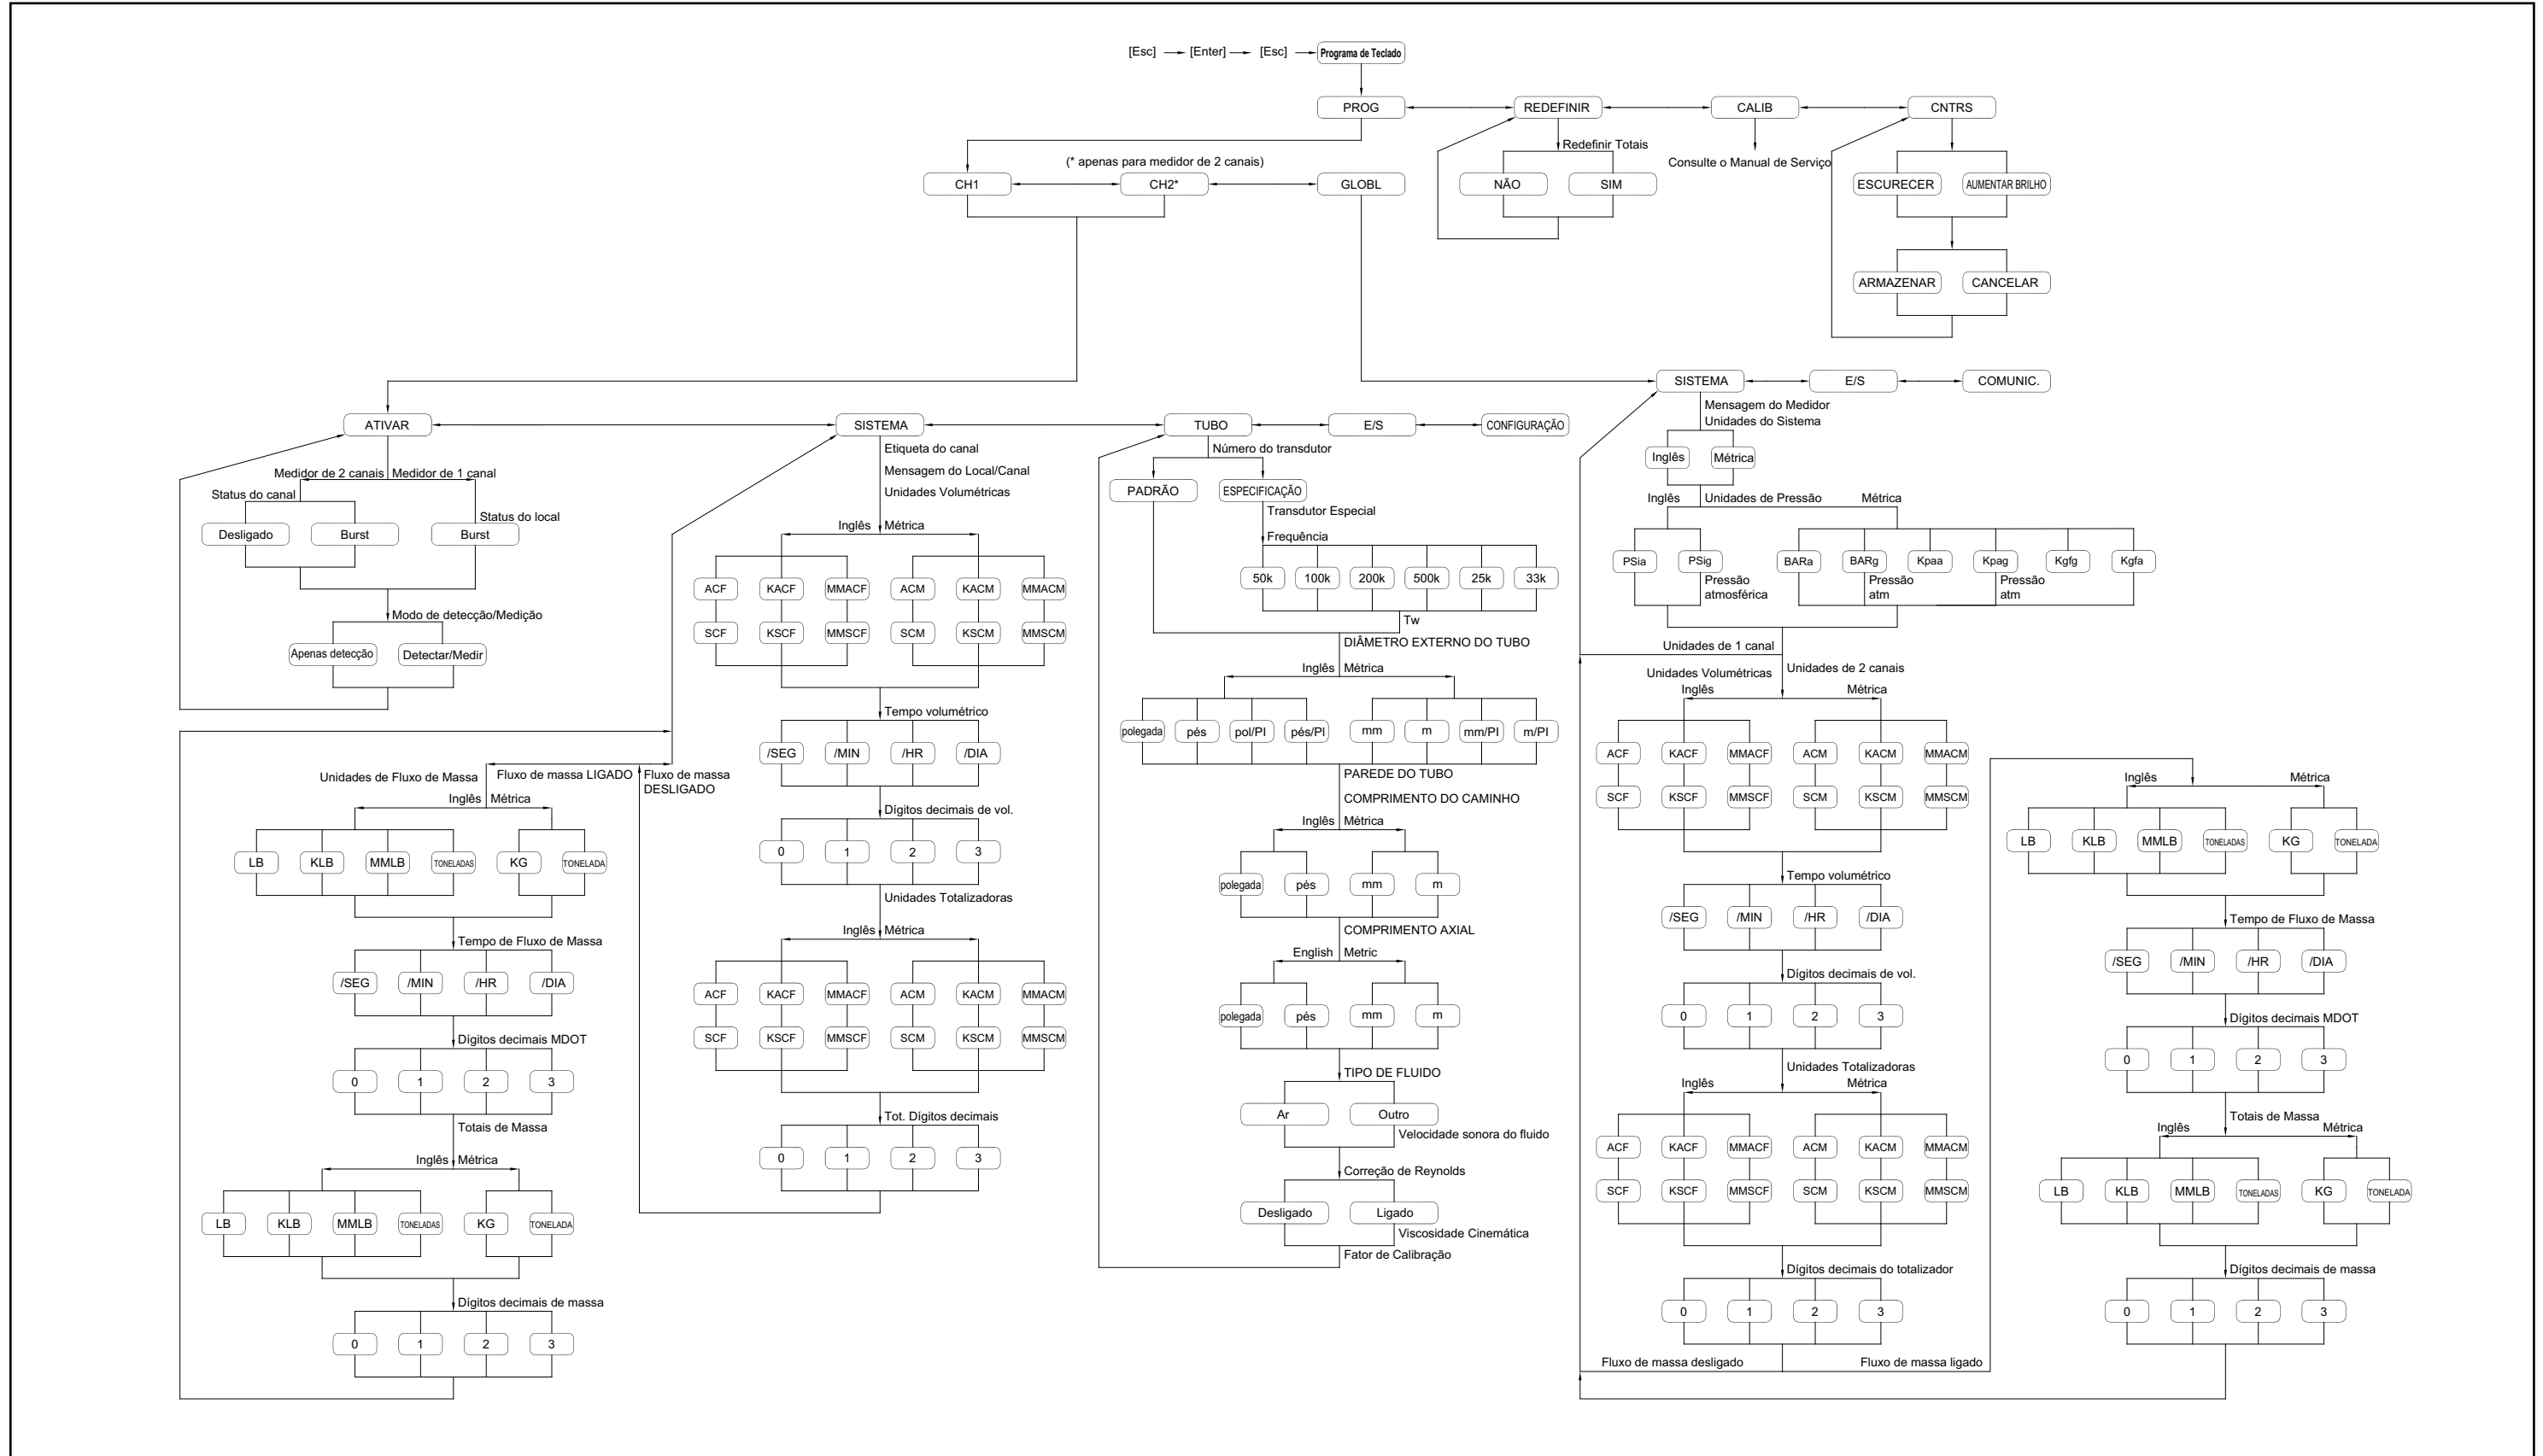 [Esc] [Enter] [Esc] Programa de Teclado
PROG REDEFINIR CALIB CNTRS
Redefinir Totais
Consulte o Manual de Serviço
NÃO SIM
ESCURECER AUMENTAR BRILHO
ARMAZENAR CANCELAR
(* apenas para medidor de 2 canais)
CH1 CH2* GLOBL
ATIVAR SISTEMA TUBO E/S CONFIGURAÇÃO
Medidor de 2 canais Medidor de 1 canal
Status do canal
Status do local
Desligado Burst Burst
Modo de detecção/Medição
Apenas detecção Detectar/Medir
Etiqueta do canal
Mensagem do Local/Canal
Unidades Volumétricas
Inglês Métrica
ACF KACF MMACF ACM KACM MMACM
SCF KSCF MMSCF SCM KSCM MMSCM
Tempo volumétrico
/SEG /MIN /HR /DIA
Dígitos decimais de vol.
0 1 2 3
Unidades Totalizadoras
Inglês Métrica
ACF KACF MMACF ACM KACM MMACM
SCF KSCF MMSCF SCM KSCM MMSCM
Tot. Dígitos decimais
0 1 2 3
Fluxo de massa LIGADO
Fluxo de massa
DESLIGADO
Unidades de Fluxo de Massa
Inglês Métrica
LB KLB MMLB TONELADAS KG TONELADA
Tempo de Fluxo de Massa
/SEG /MIN /HR /DIA
Dígitos decimais MDOT
0 1 2 3
Totais de Massa
Inglês Métrica
LB KLB MMLB TONELADAS KG TONELADA
Dígitos decimais de massa
0 1 2 3
Número do transdutor
PADRÃO ESPECIFICAÇÃO
Transdutor Especial
Frequência
50k 100k 200k 500k 25k 33k
Tw
DIÂMETRO EXTERNO DO TUBO
Inglês Métrica
polegada pés pol/PI pés/PI mm m mm/PI m/PI
PAREDE DO TUBO
COMPRIMENTO DO CAMINHO
Inglês Métrica
polegada pés mm m
COMPRIMENTO AXIAL
English Metric
polegada pés mm m
TIPO DE FLUIDO
Ar Outro
Velocidade sonora do fluido
Correção de Reynolds
Desligado Ligado
Viscosidade Cinemática
Fator de Calibração
SISTEMA E/S COMUNIC.
Mensagem do Medidor
Unidades do Sistema
Inglês Métrica
Inglês Unidades de Pressão Métrica
PSia PSig BARa BARg Kpaa Kpag Kgfg Kgfa
Pressão
atmosférica
Pressão
atm
Pressão
atm
Unidades de 1 canal
Unidades de 2 canais
Unidades Volumétricas
Inglês Métrica
ACF KACF MMACF ACM KACM MMACM
SCF KSCF MMSCF SCM KSCM MMSCM
Tempo volumétrico
/SEG /MIN /HR /DIA
Dígitos decimais de vol.
0 1 2 3
Unidades Totalizadoras
Inglês Métrica
ACF KACF MMACF ACM KACM MMACM
SCF KSCF MMSCF SCM KSCM MMSCM
Dígitos decimais do totalizador
0 1 2 3
Fluxo de massa desligado Fluxo de massa ligado
Inglês Métrica
LB KLB MMLB TONELADAS KG TONELADA
Tempo de Fluxo de Massa
/SEG /MIN /HR /DIA
Dígitos decimais MDOT
0 1 2 3
Totais de Massa
Inglês Métrica
LB KLB MMLB TONELADAS KG TONELADA
Dígitos decimais de massa
0 1 2 3